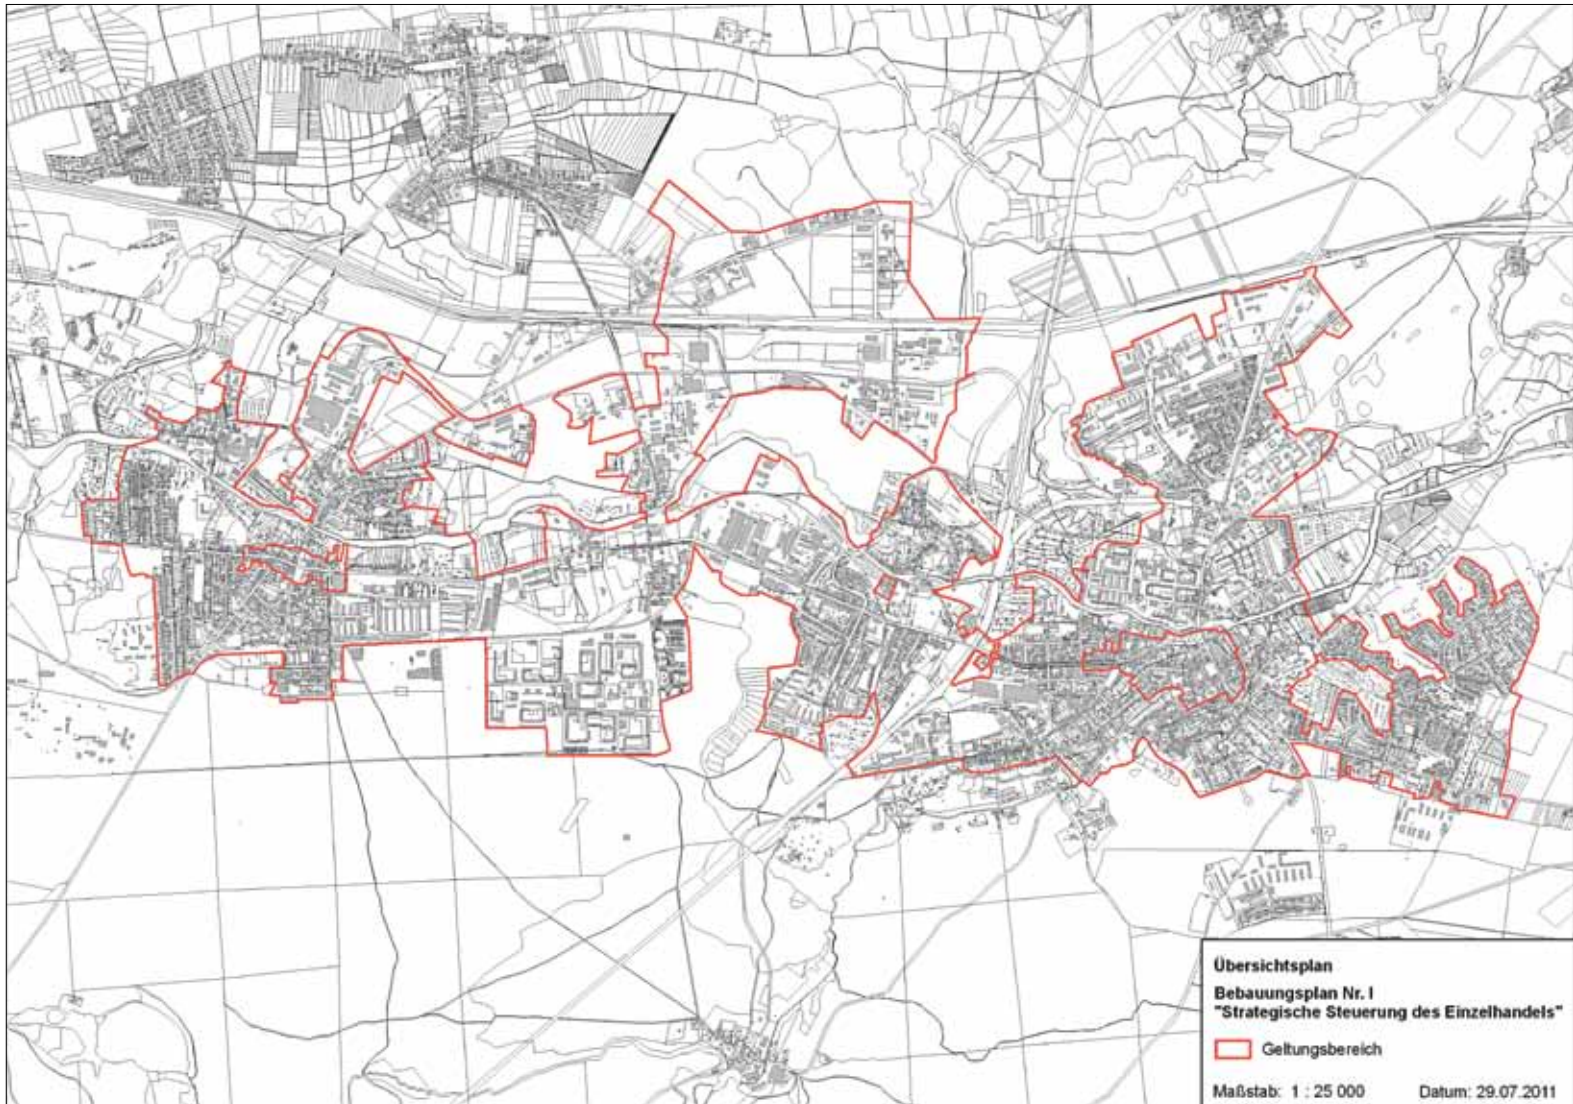 Übersichtsplan
Bebauungsplan Nr. I
"Strategische Steuerung des Einzelhandels"
Geltungsbereich
Maßstab: 1 : 25 000 Datum: 29.07.2011